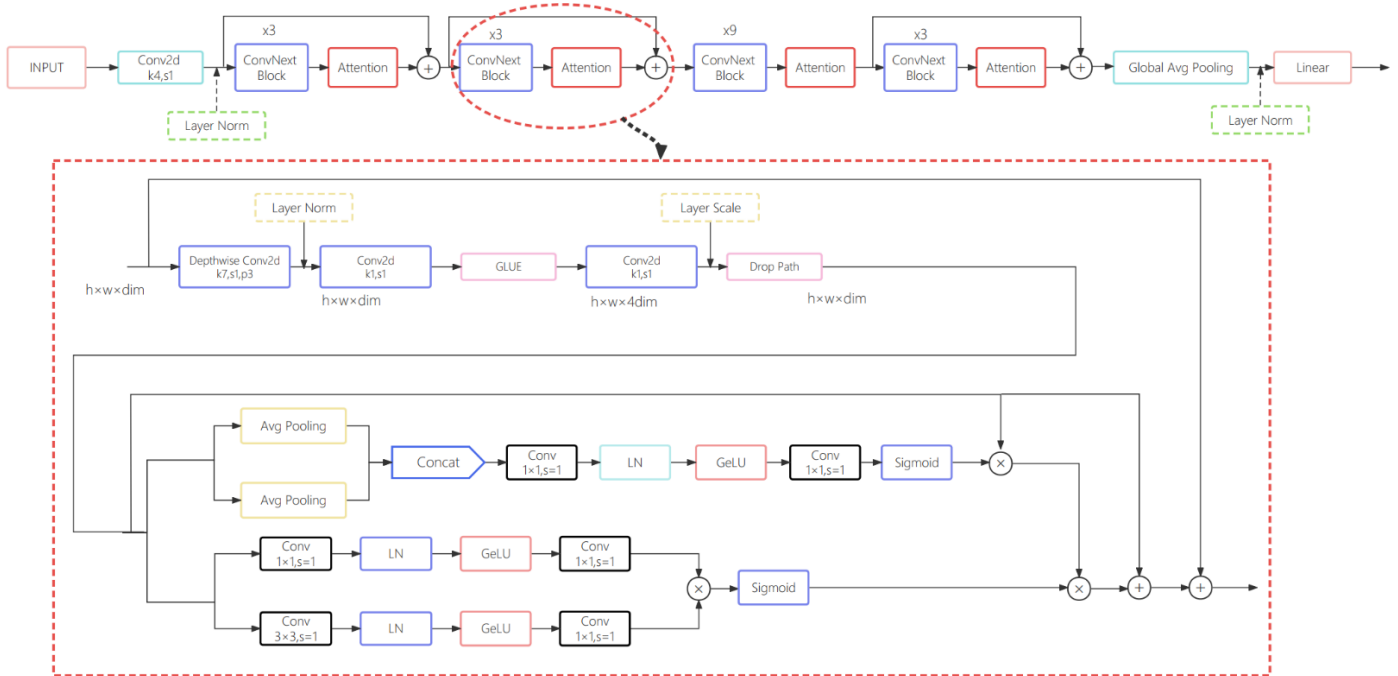 x3
x3
x9
x3
INPUT
Conv2d
k4,s1
ConvNext
Block
Attention
+
ConvNext
Block
Attention
+
ConvNext
Block
Attention
ConvNext
Block
Attention
+
Global Avg Pooling
Linear
Layer Norm
Layer Norm
Layer Norm
Layer Scale
Depthwise Conv2d
k7,s1,p3
Conv2d
k1,s1
GLUE
Conv2d
k1,s1
Drop Path
h×w×dim
h×w×dim
h×w×4dim
h×w×dim
Avg Pooling
Avg Pooling
Concat
Conv
1×1,s=1
LN
GeLU
Conv
1×1,s=1
Sigmoid
×
Conv
1×1,s=1
LN
GeLU
Conv
1×1,s=1
Conv
3×3,s=1
LN
GeLU
Conv
1×1,s=1
×
Sigmoid
×
+
+